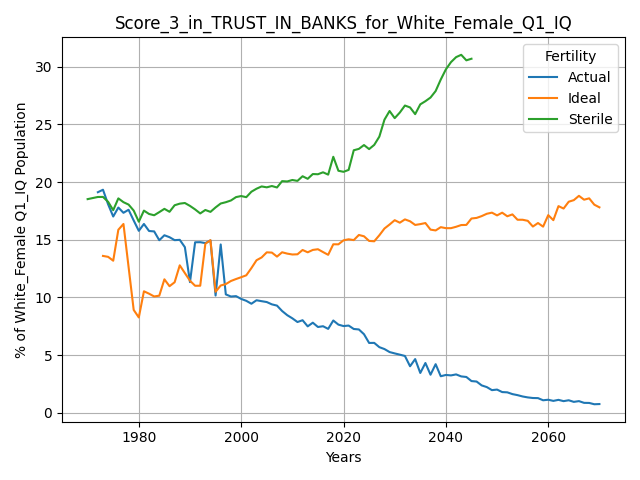 Score_3_in_TRUST_IN_BANKS_for_White_Female_Q1_IQ
% of White_Female Q1_IQ Population
30
25
20
15
10
5
0
Fertility
Actual
Ideal
Sterile
1980
2000
2020
2040
2060
Years